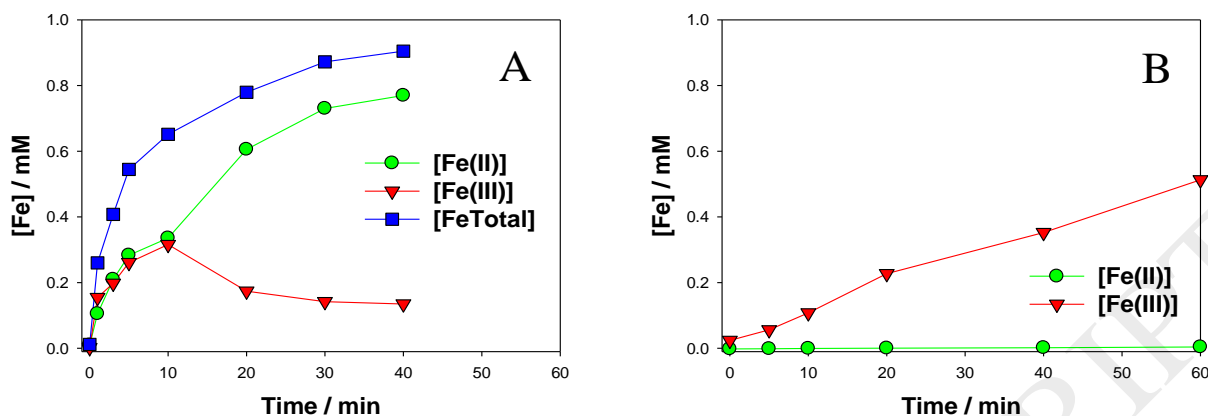 A
1.0
0.8
0.6
0.4
0.2
0.0
[Fe] / mM
[Fe(II)]
[Fe(III)]
[FeTotal]
0 10 20 30 40 50 60
Time / min
B
1.0
0.8
0.6
0.4
0.2
0.0
[Fe] / mM
[Fe(II)]
[Fe(III)]
0 10 20 30 40 50 60
Time / min